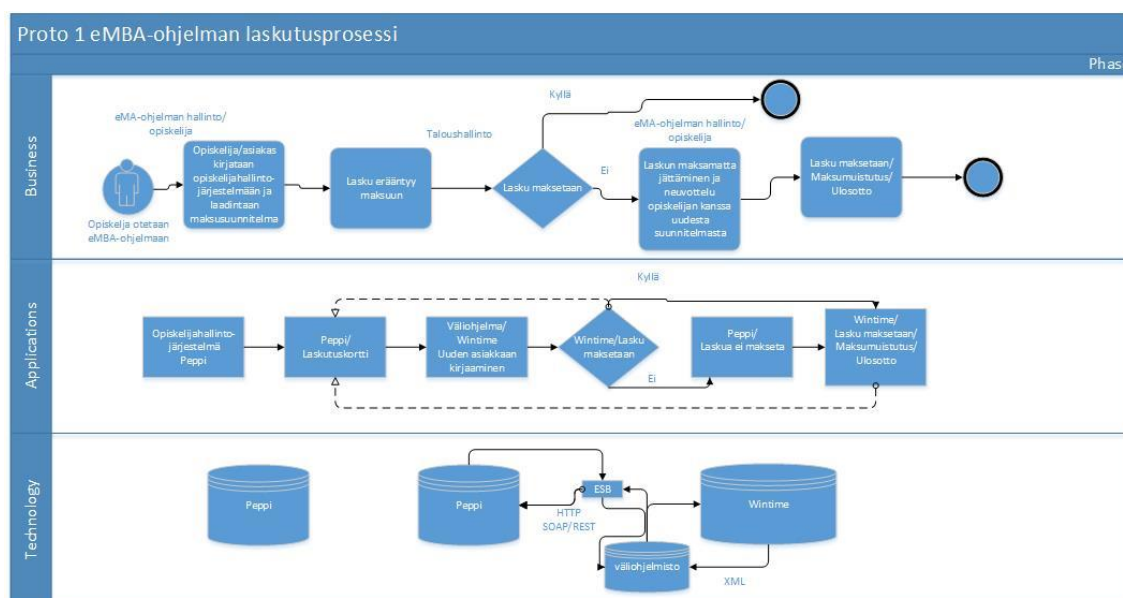 Proto 1 eMBA-ohjelman laskutusprosessi
Phas
Business
eMA-ohjelman hallinto/
opiskelija
Opiskelija/asiakas
kirjataan
opiskelijahallinto-
järjestelmään ja
laadintaan
maksusuunnitelma
Opiskelja otetaan
eMBA-ohjelmaan
Lasku erääntyy
maksuun
Taloushallinto
Lasku maksetaan
Kyllä
Ei
eMA-ohjelman hallinto/
opiskelija
Laskun maksamatta
jättäminen ja
neuvottelu
opiskelijan kanssa
uudesta
suunnitelmasta
Lasku maksetaan/
Maksumuistutus/
Ulosotto
Applications
Opiskelijahallinto-
järjestelmä
Peppi
Peppi/
Laskutuskortti
Väliohjelma/
Wintime
Uuden asiakkaan
kirjaaminen
Wintime/Lasku
maksetaan
Kyllä
Ei
Peppi/
Laskua ei makseta
Wintime/
Lasku maksetaan/
Maksumuistutus/
Ulosotto
Technology
Peppi
Peppi
ESB
HTTP
SOAP/REST
väliohjelmisto
Wintime
XML